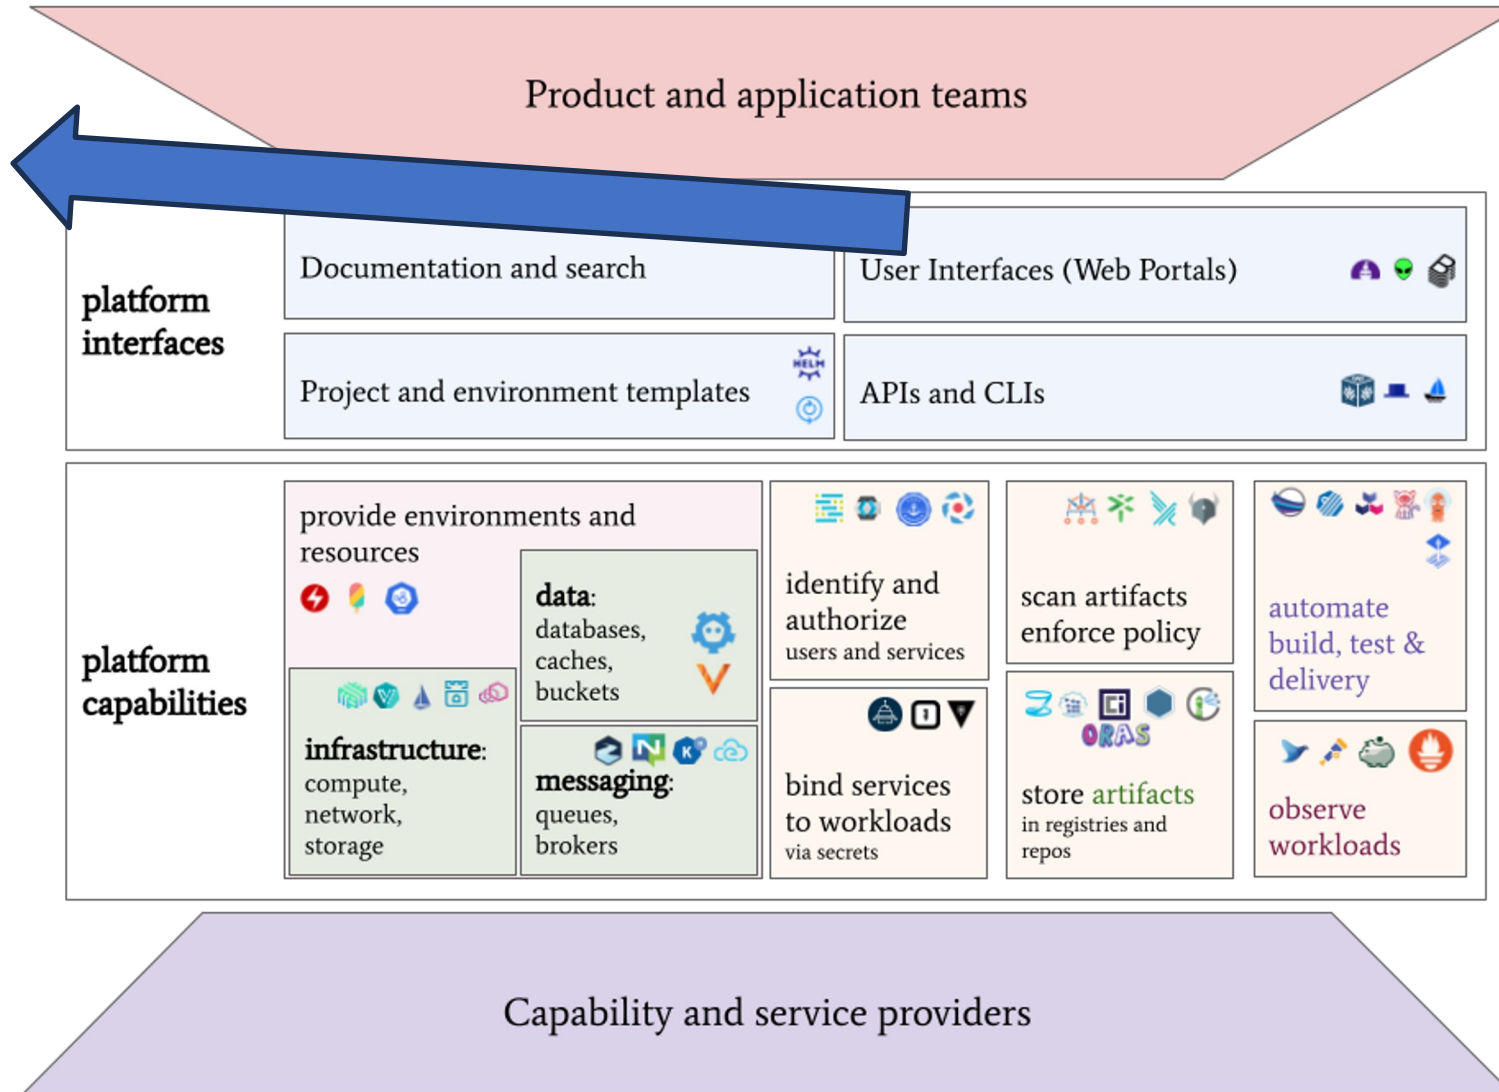 Product and application teams
platform
interfaces
Documentation and search
User Interfaces (Web Portals)
Project and environment templates
HELM
APIs and CLIs
platform
capabilities
provide environments and
resources
data:
databases,
caches,
buckets
infrastructure:
compute,
network,
storage
messaging:
queues,
brokers
identify and
authorize
users and services
bind services
to workloads
via secrets
scan artifacts
enforce policy
ORAS
store artifacts
in registries and
repos
automate
build, test &
delivery
observe
workloads
Capability and service providers